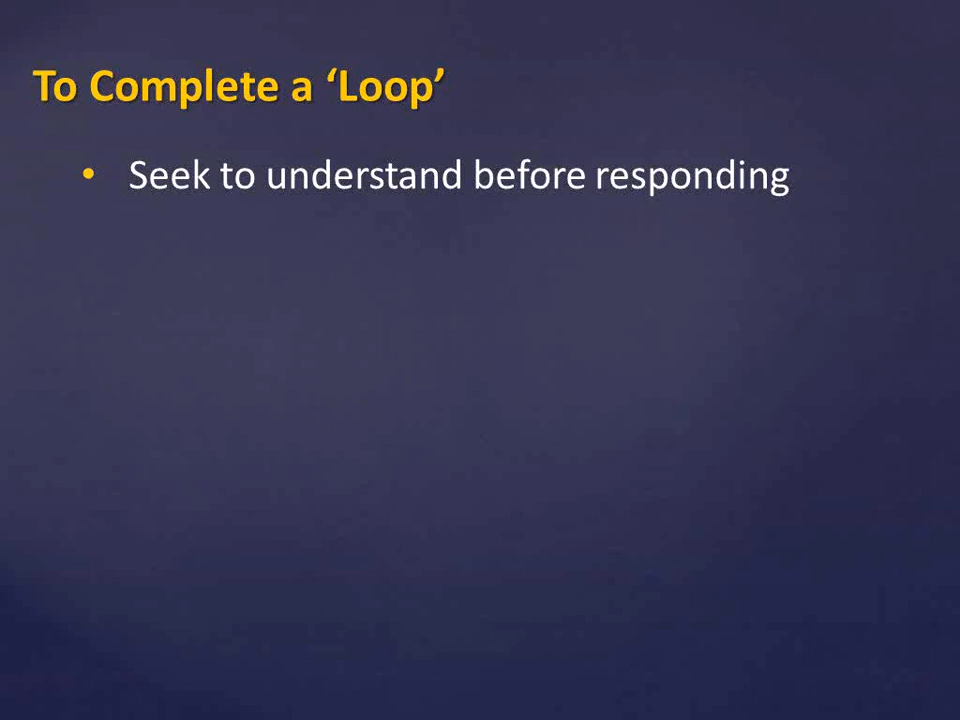 To Complete a ‘Loop’
• Seek to understand before responding